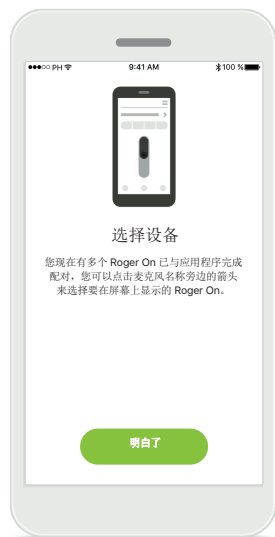 ●●●○○ PH 9:41 AM 100 %
选择设备
您现在有多个 Roger On 已与应用程序完成
配对，您可以点击麦克风名称旁边的箭头
来选择要在屏幕上显示的 Roger On。
明白了